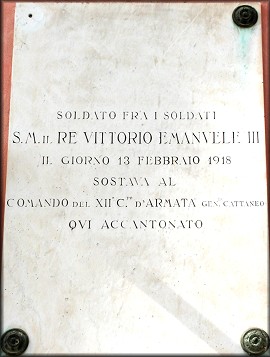 SOLDATO FRA I SOLDATI
S.M. IL RE VITTORIO EMANVELE III
IL GIORNO 13 FEBBRAIO 1918
SOSTAVA AL
COMANDO DEL XII° C.PO D'ARMATA GEN. CATTANEO
QVI ACCANTONATO